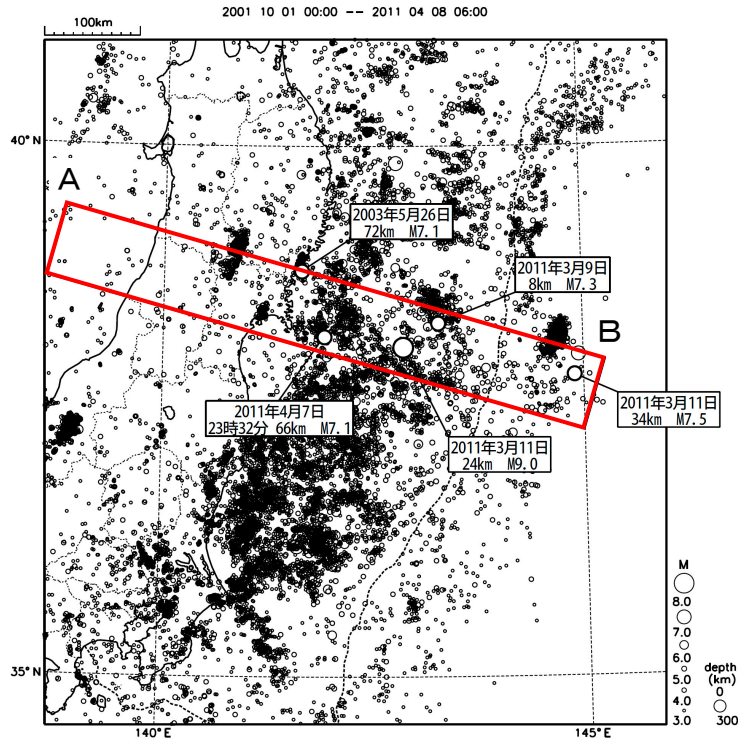 2001 10 01 00:00 -- 2011 04 08 06:00
100km
40°N
A
2003年5月26日
72km M7.1
2011年3月9日
8km M7.3
B
2011年4月7日
23時32分 66km M7.1
2011年3月11日
34km M7.5
2011年3月11日
24km M9.0
35°N
140°E
145°E
M
8.0
7.0
6.0
5.0
4.0
3.0
depth
(km)
0
300